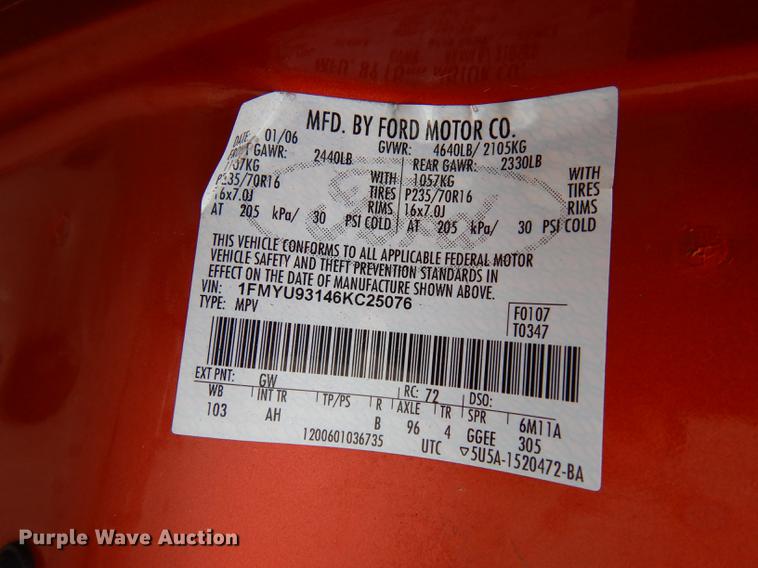 MFD. BY FORD MOTOR CO.
DATE: 01/06 GVWR: 4640LB/ 2105KG
FRONT GAWR: 2440LB REAR GAWR: 2330LB
WITH 1057KG WITH
P235/70R16 TIRES P235/70R16 TIRES
16x7.0J RIMS 16x7.0J RIMS
AT 205 kPa/ 30 PSI COLD AT 205 kPa/ 30 PSI COLD
THIS VEHICLE CONFORMS TO ALL APPLICABLE FEDERAL MOTOR
VEHICLE SAFETY AND THEFT PREVENTION STANDARDS IN
EFFECT ON THE DATE OF MANUFACTURE SHOWN ABOVE.
VIN: 1FMYU93146KC25076
TYPE: MPV
F0107
T0347
EXT PNT: GW RC: 72 DSO:
WB INT TR TP/PS R AXLE TR SPR 6M11A
103 AH B 96 4 GGEE 305
1200601036735 UTC ▽5U5A-1520472-BA
Purple Wave Auction